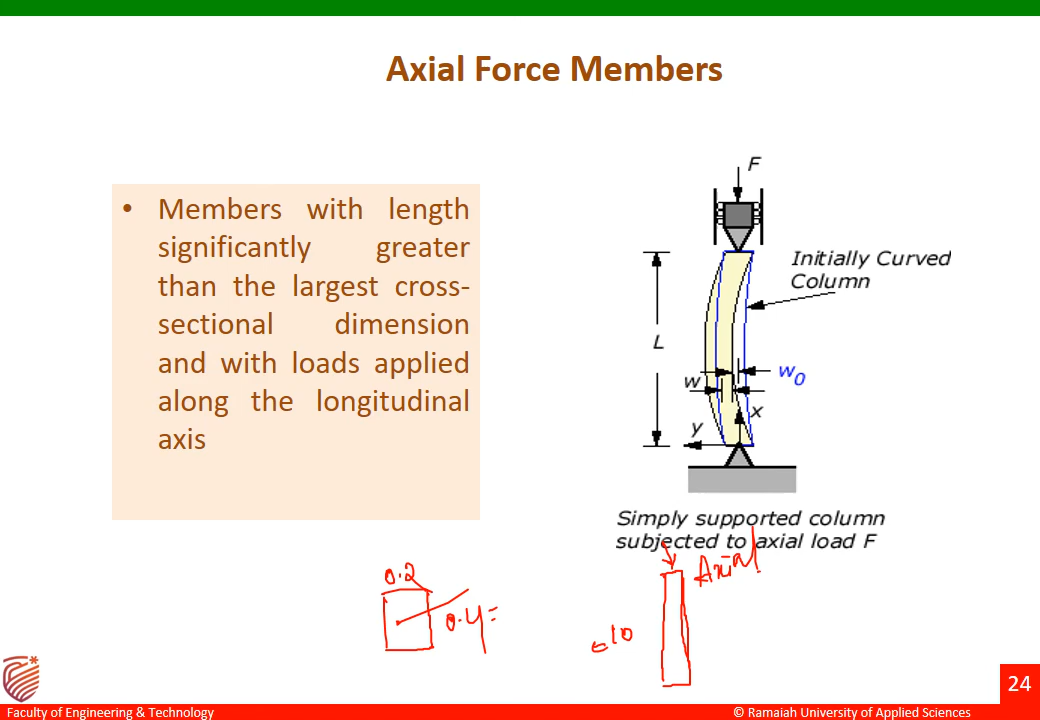 Axial Force Members
• Members with length
significantly greater
than the largest cross-
sectional dimension
and with loads applied
along the longitudinal
axis
F
Initially Curved
Column
L
w
w0
x
y
Simply supported column
subjected to axial load F
Axial
0.2
0.4
10
24
Faculty of Engineering & Technology
© Ramaiah University of Applied Sciences